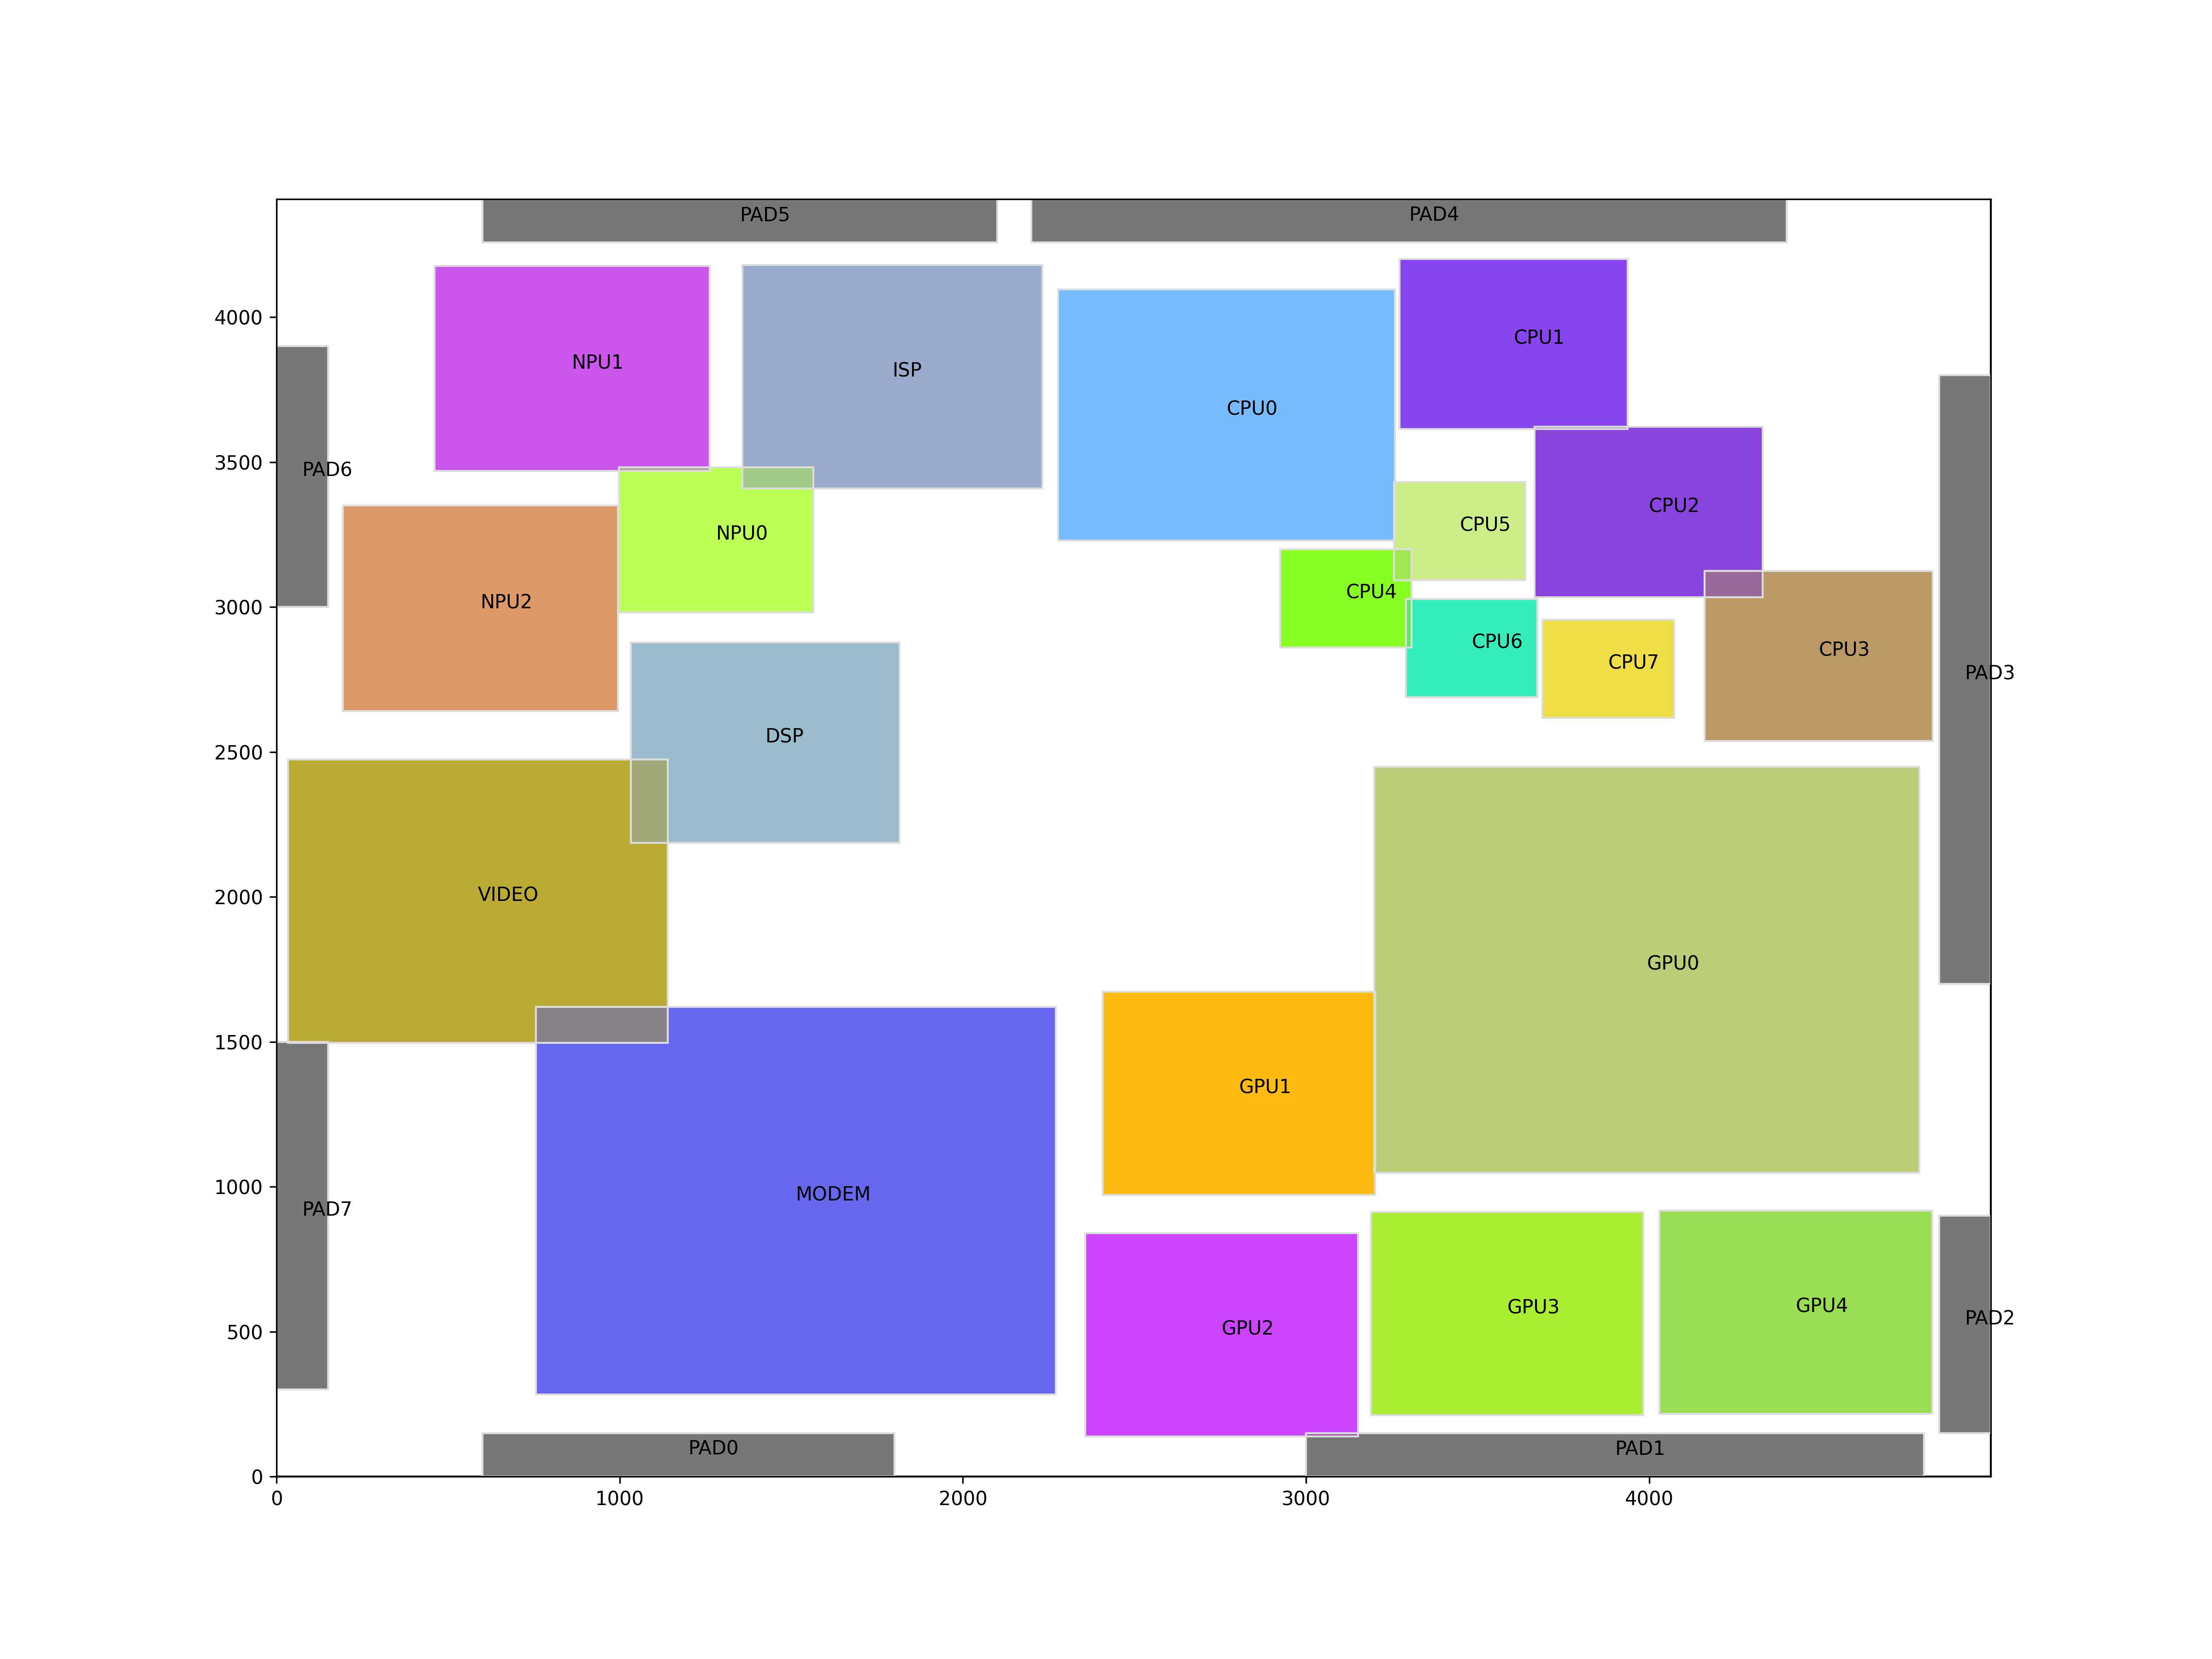 PAD5
PAD4
4000
NPU1
ISP
CPU0
CPU1
3500
PAD6
NPU0
CPU5
CPU2
3000
NPU2
CPU4
CPU6
CPU7
CPU3
PAD3
DSP
2500
2000
VIDEO
GPU0
1500
GPU1
1000
PAD7
MODEM
500
GPU2
GPU3
GPU4
PAD2
PAD0
PAD1
0
0
1000
2000
3000
4000